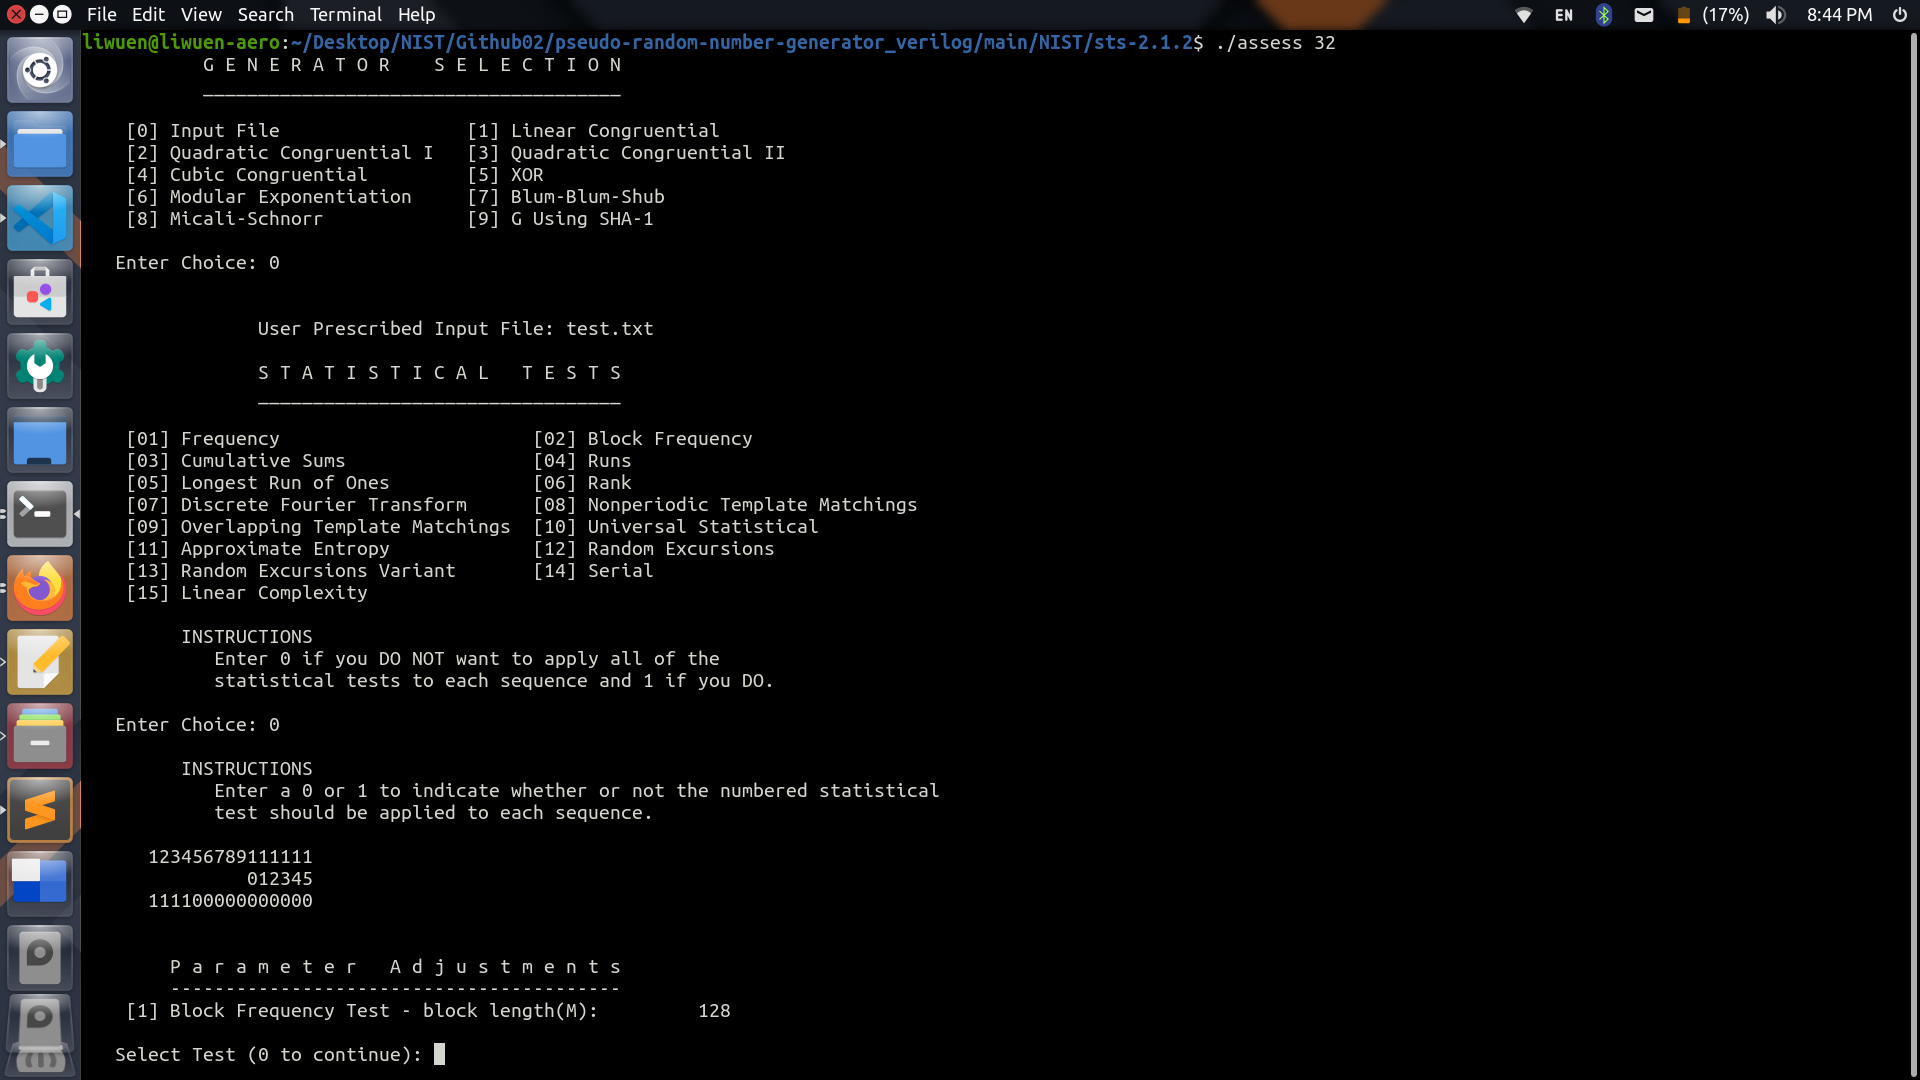 File Edit View Search Terminal Help EN (17%) 8:44 PM
liwuen@liwuen-aero:~/Desktop/NIST/Github02/pseudo-random-number-generator_verilog/main/NIST/sts-2.1.2$ ./assess 32
G E N E R A T O R    S E L E C T I O N
______________________________________
[0] Input File                 [1] Linear Congruential
[2] Quadratic Congruential I   [3] Quadratic Congruential II
[4] Cubic Congruential         [5] XOR
[6] Modular Exponentiation     [7] Blum-Blum-Shub
[8] Micali-Schnorr             [9] G Using SHA-1
Enter Choice: 0
User Prescribed Input File: test.txt
S T A T I S T I C A L   T E S T S
_________________________________
[01] Frequency                       [02] Block Frequency
[03] Cumulative Sums                 [04] Runs
[05] Longest Run of Ones             [06] Rank
[07] Discrete Fourier Transform      [08] Nonperiodic Template Matchings
[09] Overlapping Template Matchings  [10] Universal Statistical
[11] Approximate Entropy             [12] Random Excursions
[13] Random Excursions Variant       [14] Serial
[15] Linear Complexity
INSTRUCTIONS
Enter 0 if you DO NOT want to apply all of the
statistical tests to each sequence and 1 if you DO.
Enter Choice: 0
INSTRUCTIONS
Enter a 0 or 1 to indicate whether or not the numbered statistical
test should be applied to each sequence.
123456789111111
012345
111100000000000
P a r a m e t e r   A d j u s t m e n t s
-----------------------------------------
[1] Block Frequency Test - block length(M):         128
Select Test (0 to continue):